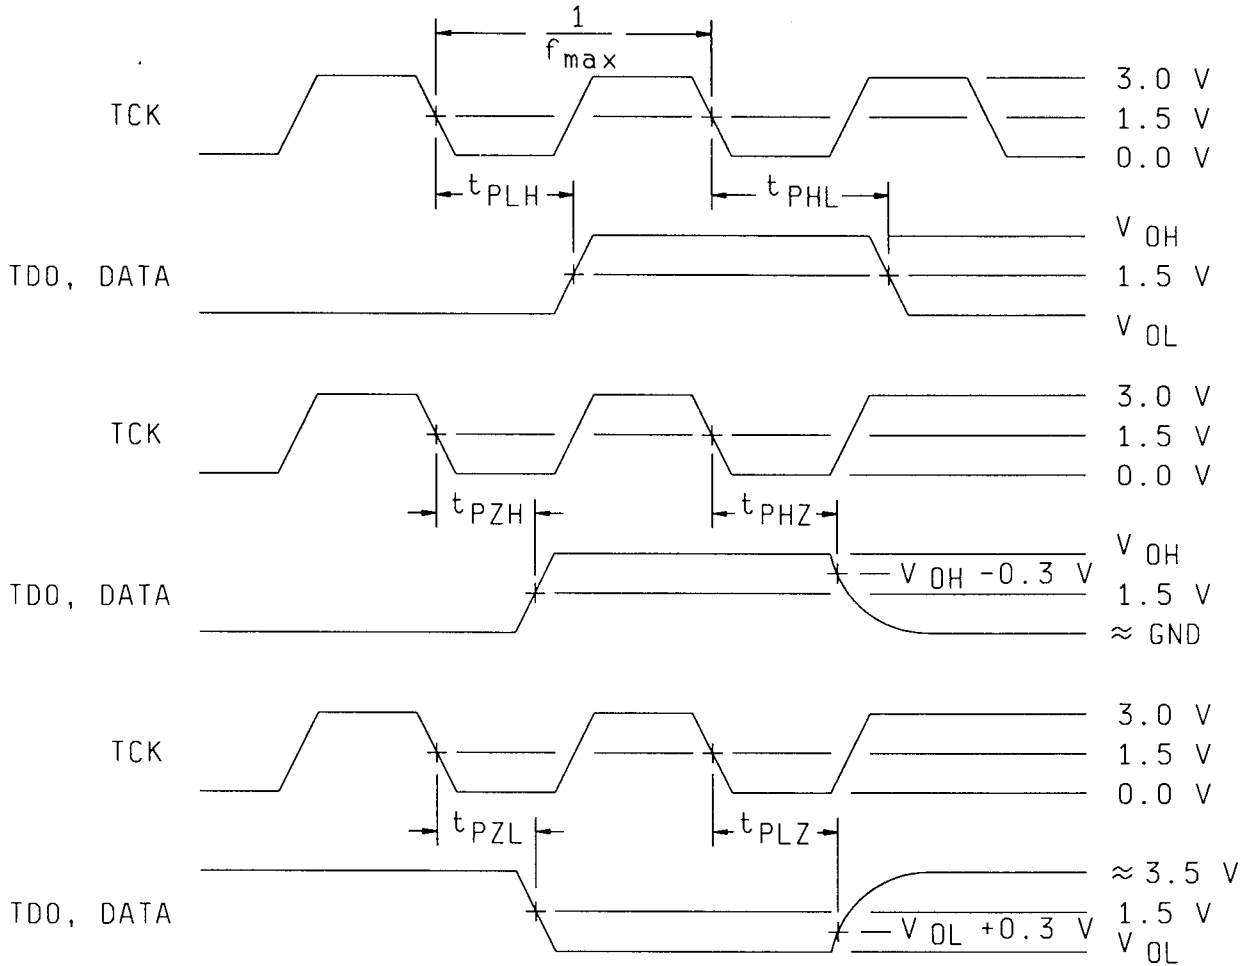 1
f max
TCK
3.0 V
1.5 V
0.0 V
t PLH
t PHL
TDO, DATA
V OH
1.5 V
V OL
TCK
3.0 V
1.5 V
0.0 V
t PZH
t PHZ
TDO, DATA
V OH
V OH -0.3 V
1.5 V
≈ GND
TCK
3.0 V
1.5 V
0.0 V
t PZL
t PLZ
TDO, DATA
≈ 3.5 V
1.5 V
V OL +0.3 V
V OL